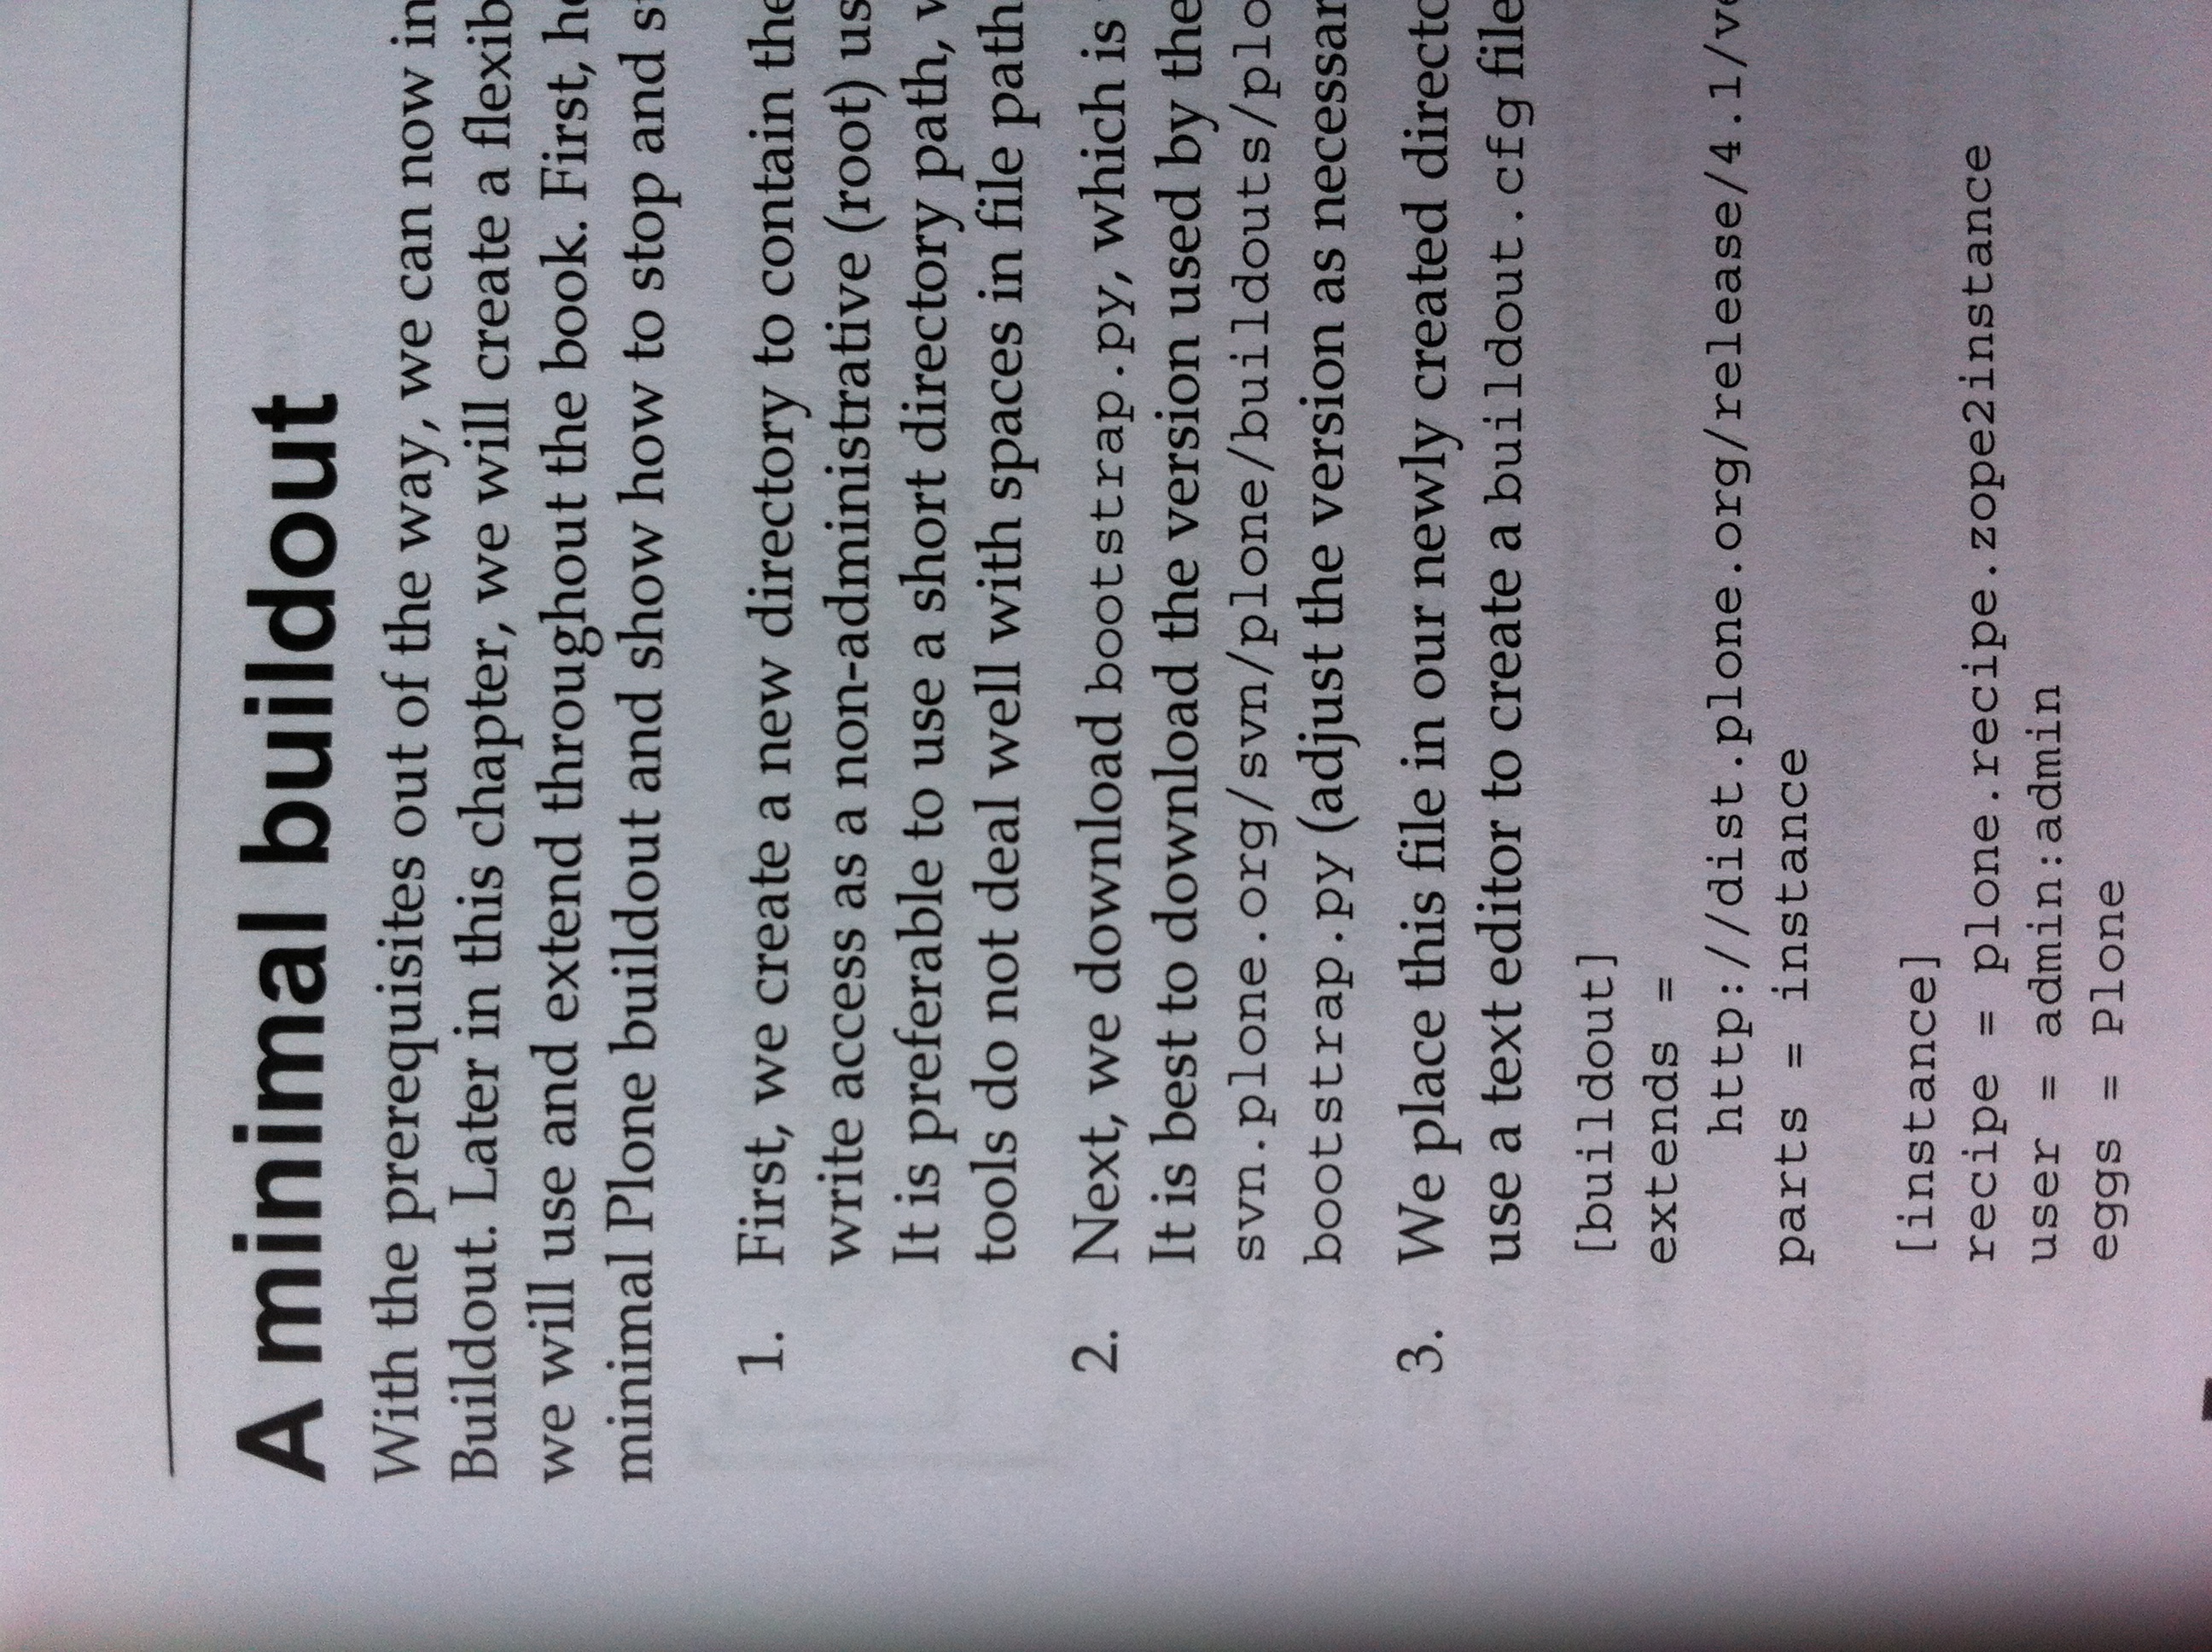 A minimal buildout
With the prerequisites out of the way, we can now in
Buildout. Later in this chapter, we will create a flexib
we will use and extend throughout the book. First, he
minimal Plone buildout and show how to stop and s
1. First, we create a new directory to contain the
write access as a non-administrative (root) us
It is preferable to use a short directory path, w
tools do not deal well with spaces in file path
2. Next, we download bootstrap.py, which is
It is best to download the version used by the
svn.plone.org/svn/plone/buildouts/plo
bootstrap.py (adjust the version as necessar
3. We place this file in our newly created directo
use a text editor to create a buildout.cfg file
[buildout]
extends =
http://dist.plone.org/release/4.1/ve
parts = instance
[instance]
recipe = plone.recipe.zope2instance
user = admin:admin
eggs = Plone